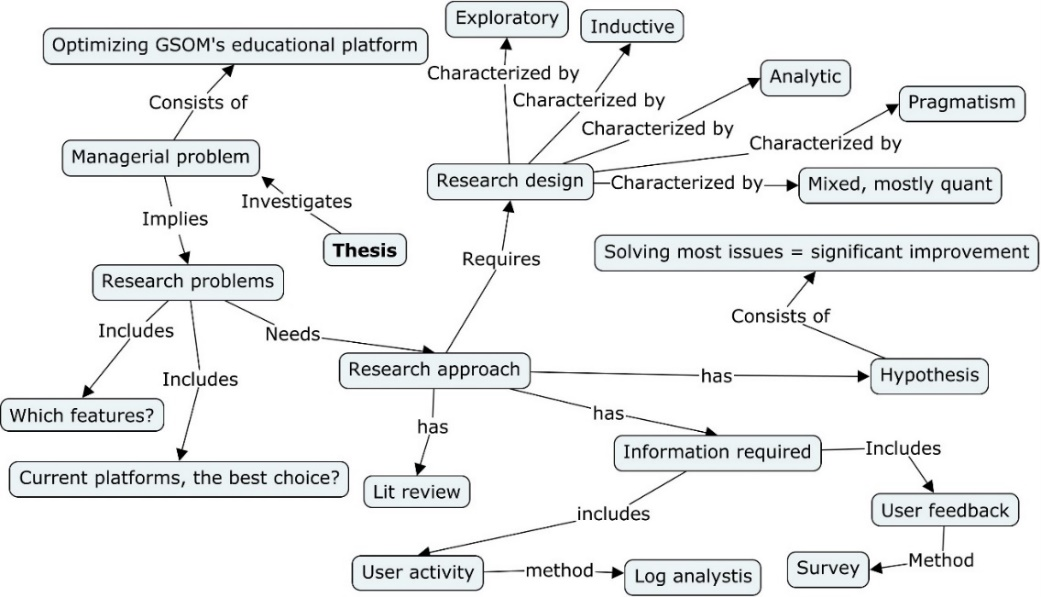 Exploratory
Inductive
Optimizing GSOM's educational platform
Characterized by
Analytic
Consists of
Characterized by
Pragmatism
Characterized by
Managerial problem
Characterized by
Research design
Characterized by
Mixed, mostly quant
Investigates
Implies
Thesis
Solving most issues = significant improvement
Requires
Research problems
Consists of
Includes
Needs
Research approach
has
Hypothesis
Includes
Which features?
has
has
Information required
Includes
Current platforms, the best choice?
Lit review
User feedback
includes
Method
User activity
method
Log analystis
Survey